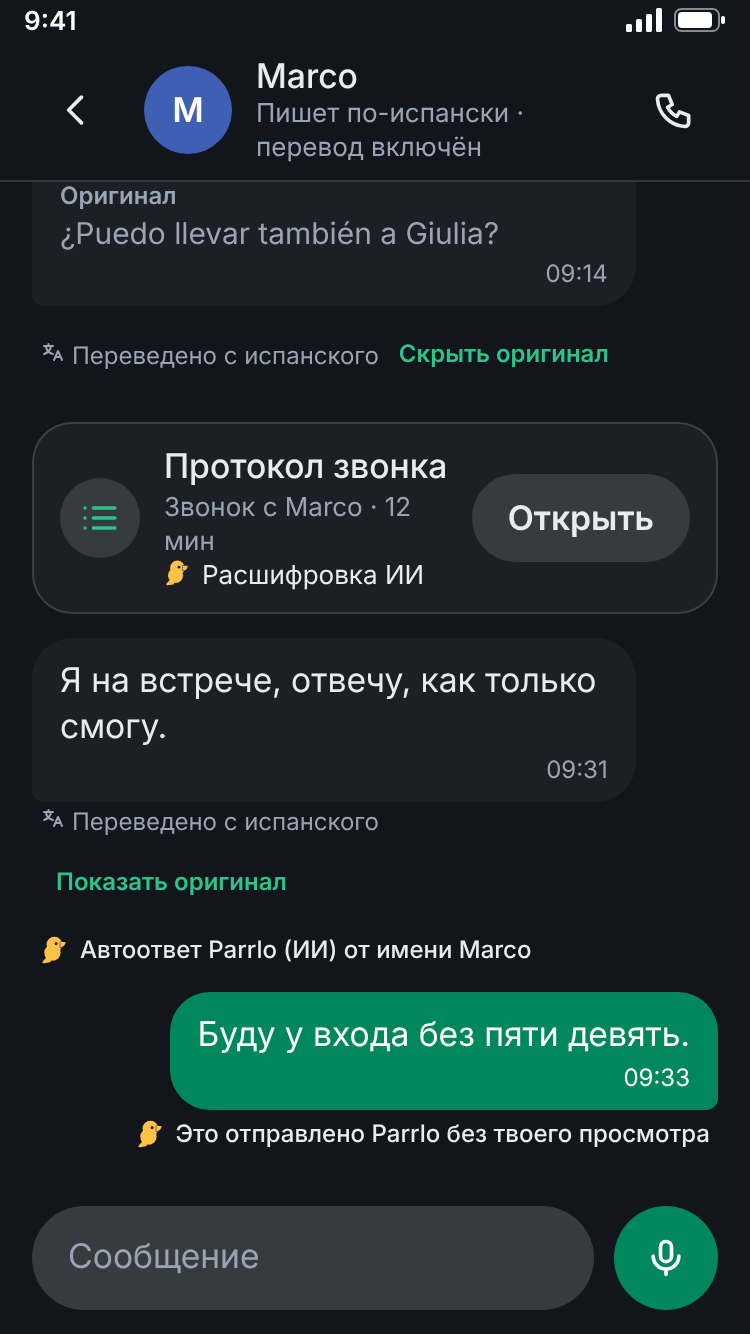 9:41
M
Marco
Пишет по-испански ·
перевод включён
Оригинал
¿Puedo llevar también a Giulia?
09:14
Переведено с испанского Скрыть оригинал
Протокол звонка
Звонок с Marco · 12
мин
Расшифровка ИИ
Открыть
Я на встрече, отвечу, как только
смогу.
09:31
Переведено с испанского
Показать оригинал
Автоответ Parrlo (ИИ) от имени Marco
Буду у входа без пяти девять.
09:33
Это отправлено Parrlo без твоего просмотра
Сообщение